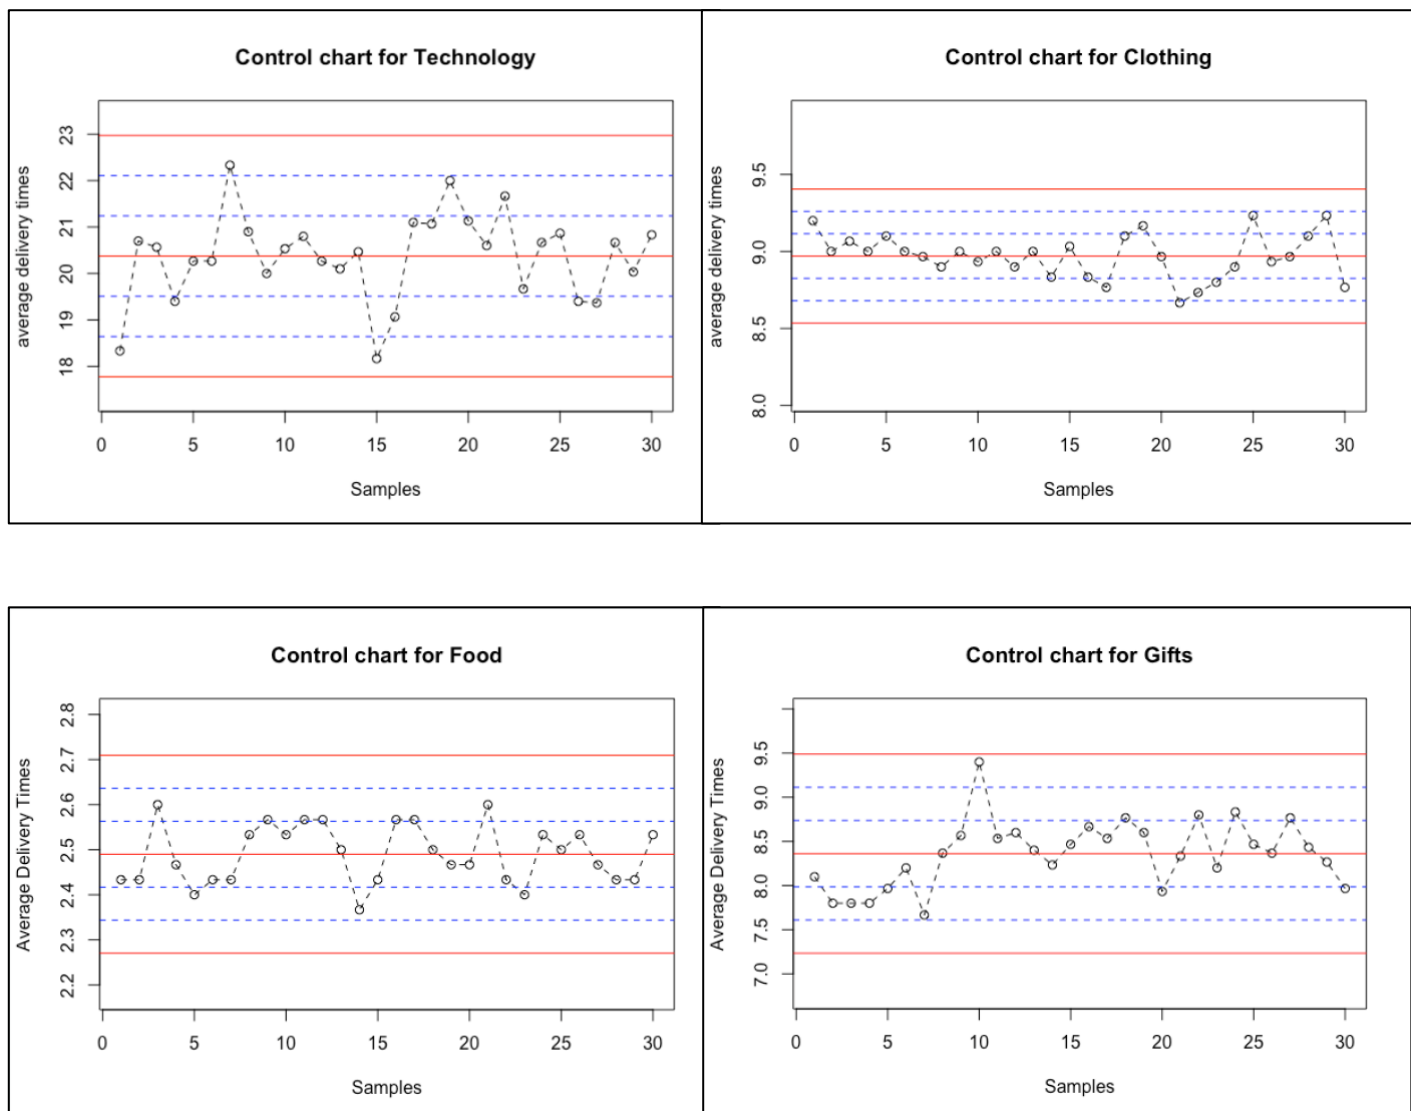 Control chart for Technology
average delivery times
23
22
21
20
19
18
0 5 10 15 20 25 30
Samples
Control chart for Clothing
average delivery times
9.5
9.0
8.5
8.0
0 5 10 15 20 25 30
Samples
Control chart for Food
Average Delivery Times
2.8
2.7
2.6
2.5
2.4
2.3
2.2
0 5 10 15 20 25 30
Samples
Control chart for Gifts
Average Delivery Times
9.5
9.0
8.5
8.0
7.5
7.0
0 5 10 15 20 25 30
Samples